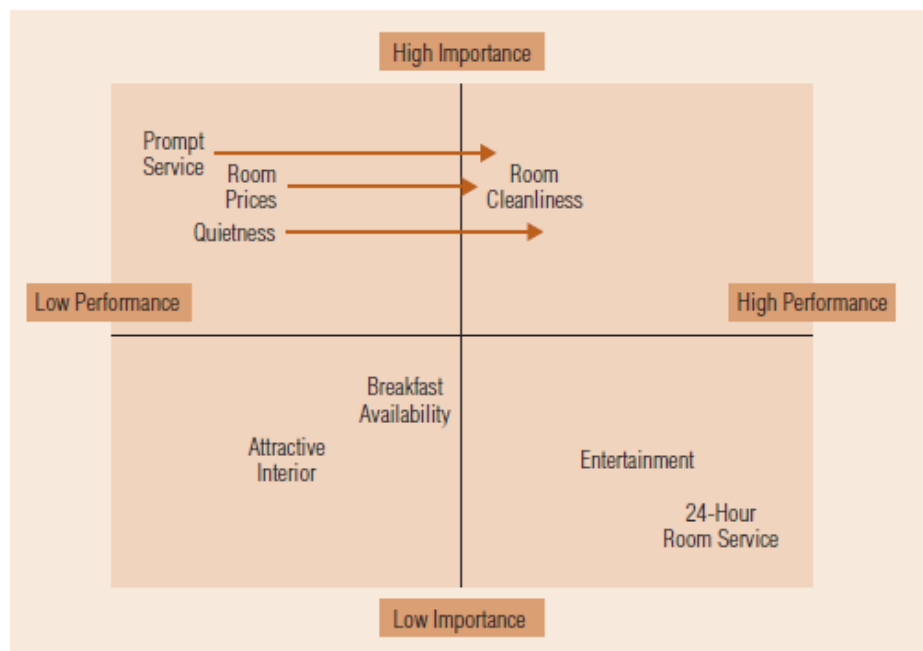 High Importance
Prompt
Service
Room
Prices
Room
Cleanliness
Quietness
Low Performance
High Performance
Breakfast
Availability
Attractive
Interior
Entertainment
24-Hour
Room Service
Low Importance